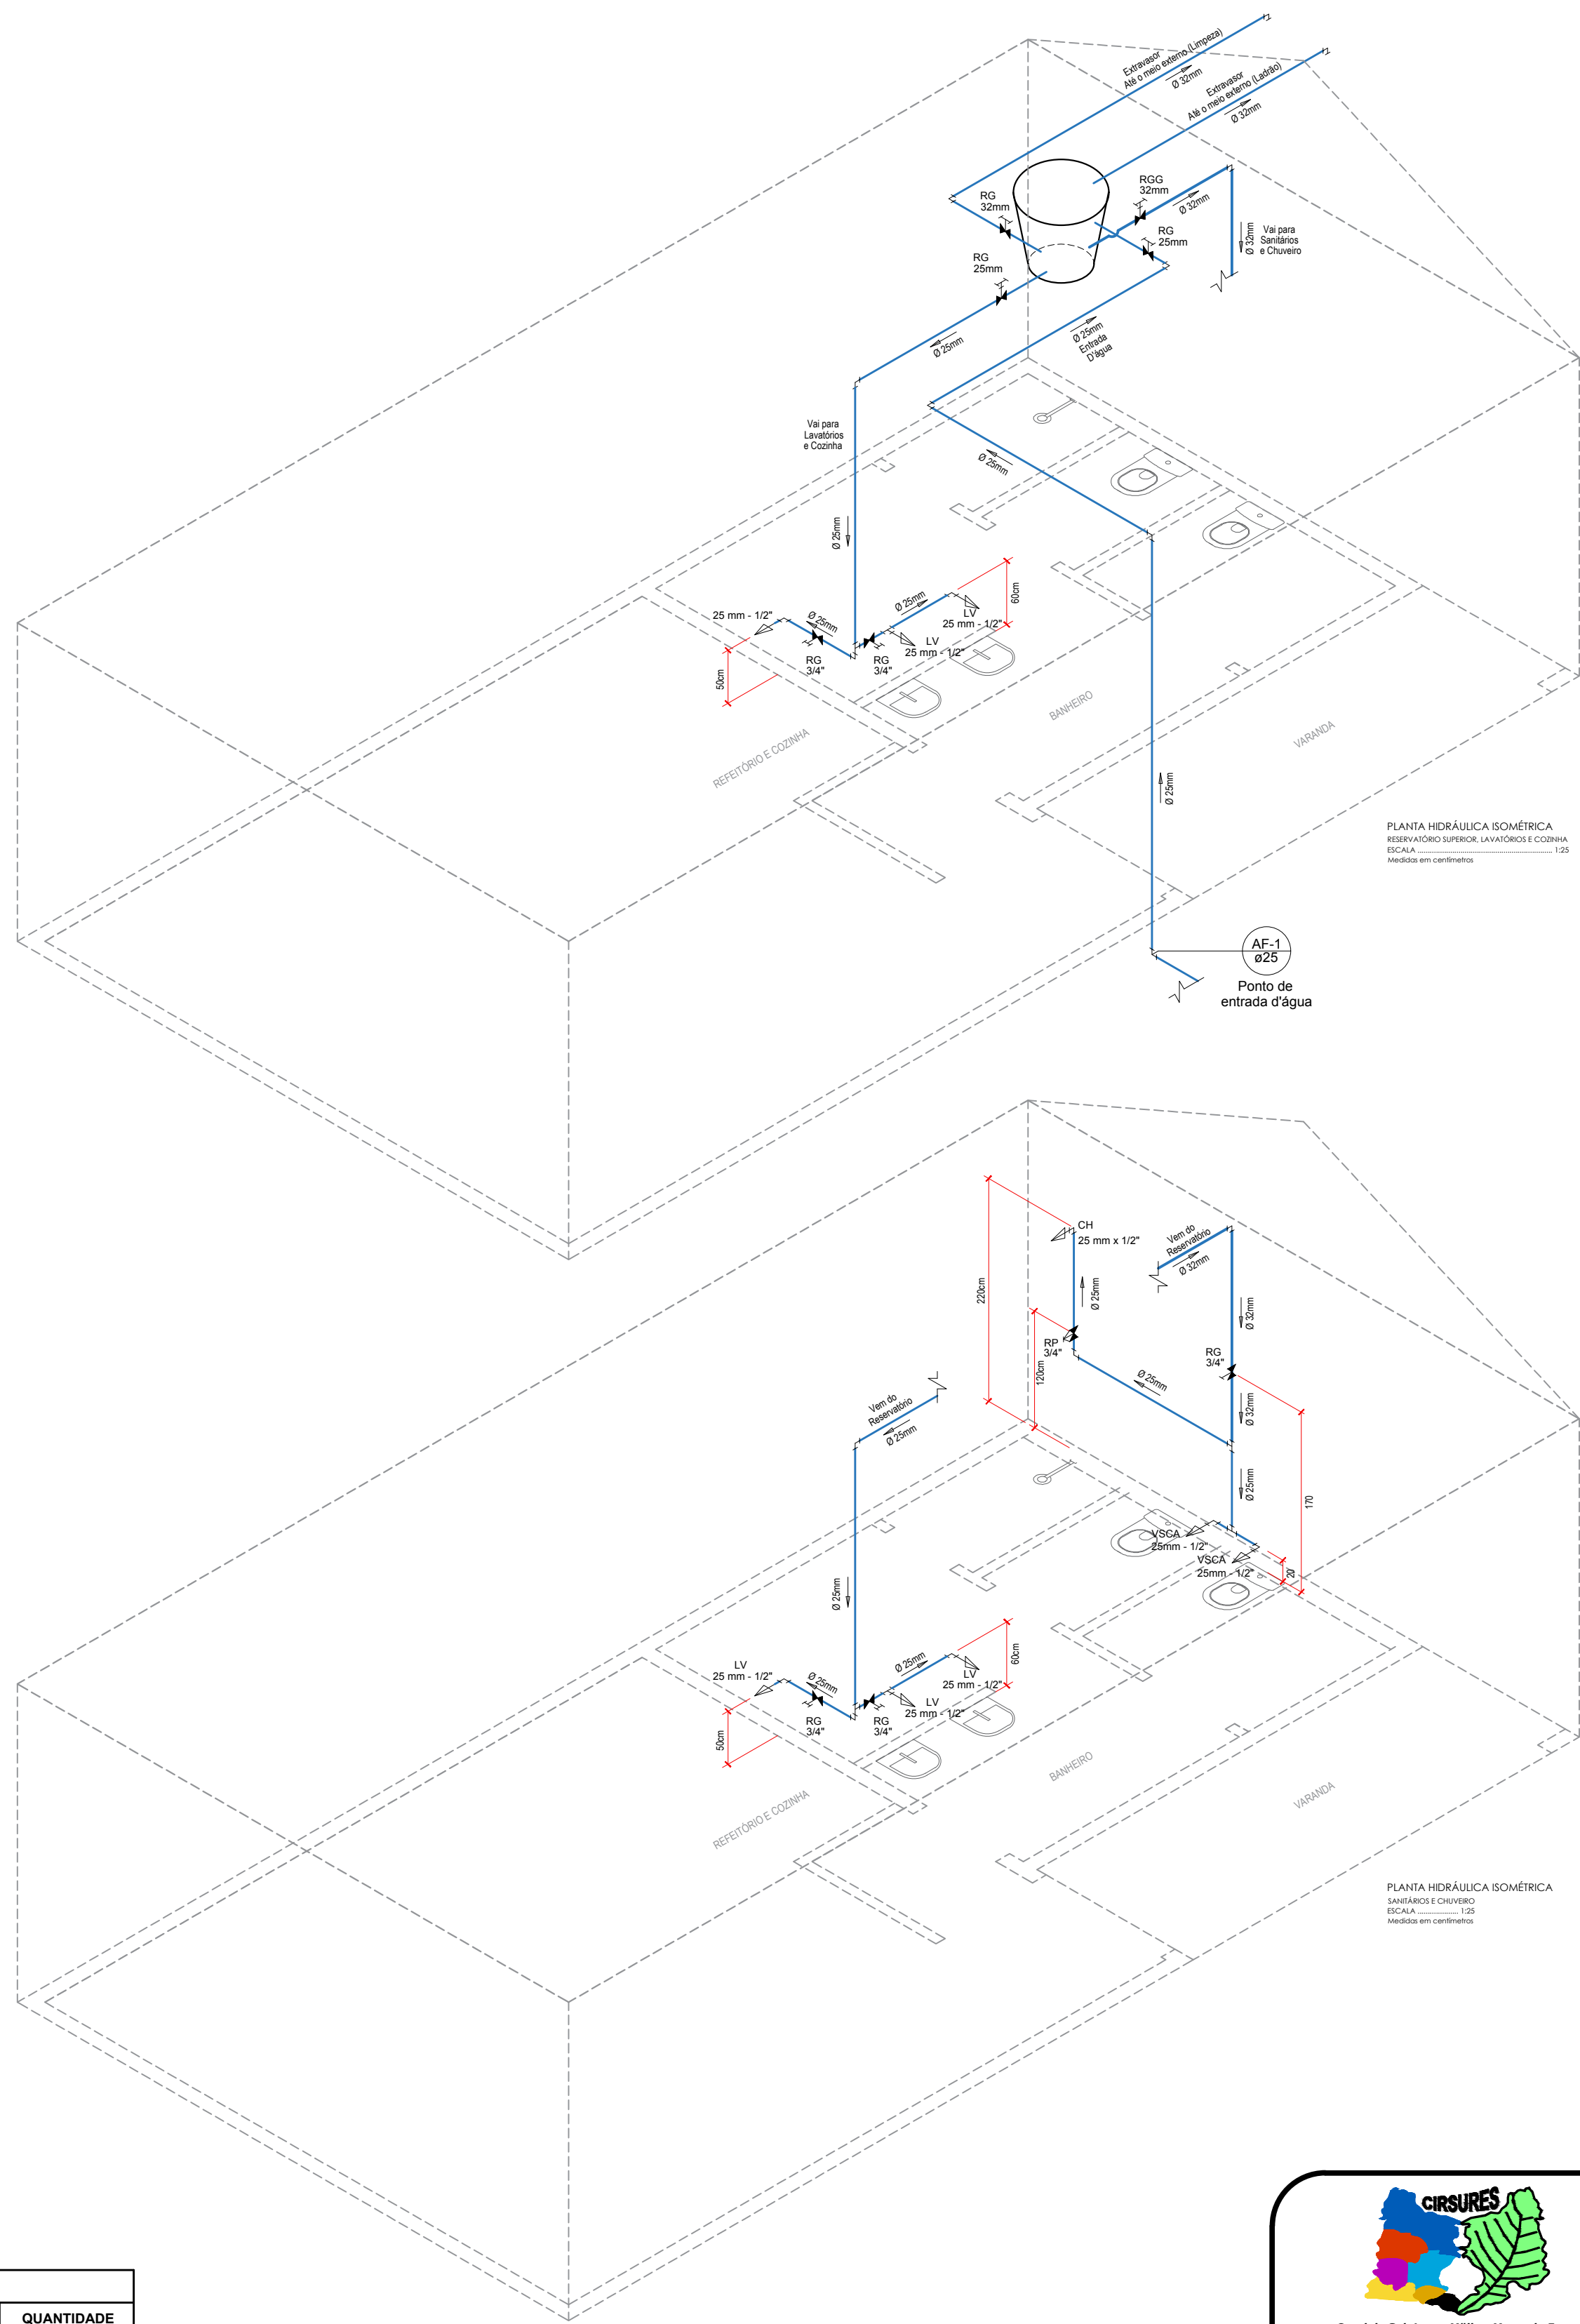 Extravasor
Até o meio externo (Limpeza)
Ø 32mm
Extravasor
Até o meio externo (Ladrão)
Ø 32mm
RG
32mm
RGG
32mm
Ø 32mm
RG
25mm
Ø 32mm
Vai para
Sanitários
e Chuveiro
RG
25mm
Ø 25mm
Ø 25mm
Entrada
D'água
Vai para
Lavatórios
e Cozinha
Ø 25mm
Ø 25mm
25 mm - 1/2"
Ø 25mm
RG
3/4"
RG
3/4"
Ø 25mm
LV
25 mm - 1/2"
LV
25 mm - 1/2"
60cm
50cm
REFEITÓRIO E COZINHA
BANHEIRO
VARANDA
Ø 25mm
PLANTA HIDRÁULICA ISOMÉTRICA
RESERVATÓRIO SUPERIOR, LAVATÓRIOS E COZINHA
ESCALA ................................................................ 1:25
Medidas em centímetros
AF-1
ø25
Ponto de
entrada d'água
CH
25 mm x 1/2"
Vem do
Reservatório
Ø 32mm
220cm
Ø 25mm
Ø 32mm
120cm
RP
3/4"
RG
3/4"
Ø 25mm
Ø 32mm
Vem do
Reservatório
Ø 25mm
Ø 25mm
170
VSCA
25mm - 1/2"
VSCA
25mm - 1/2"
20
Ø 25mm
LV
25 mm - 1/2"
Ø 25mm
RG
3/4"
RG
3/4"
Ø 25mm
LV
25 mm - 1/2"
LV
25 mm - 1/2"
60cm
50cm
REFEITÓRIO E COZINHA
BANHEIRO
VARANDA
PLANTA HIDRÁULICA ISOMÉTRICA
SANITÁRIOS E CHUVEIRO
ESCALA .................... 1:25
Medidas em centímetros
CIRSURES
QUANTIDADE